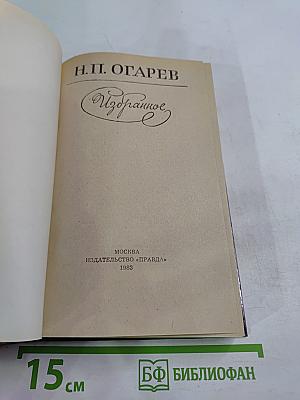 Н.П. ОГАРЕВ
Избранное
МОСКВА
ИЗДАТЕЛЬСТВО «ПРАВДА»
1983
15 см
БФ БИБЛИОФАН